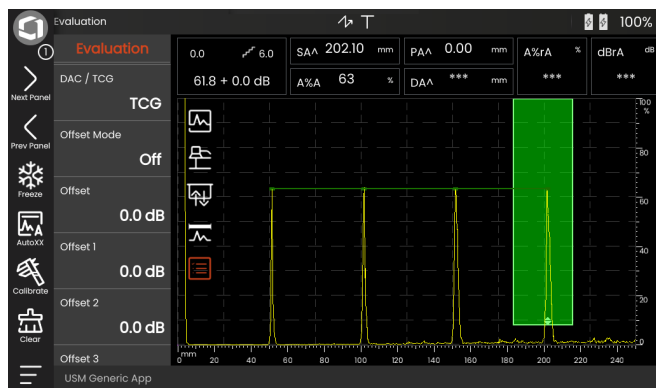 Evaluation
100%
1
Evaluation
0.0
6.0
SA^ 202.10 mm
PA^ 0.00 mm
A%rA %
dBrA dB
61.8 + 0.0 dB
A%A 63 %
DA^ *** mm
***
***
Next Panel
Prev Panel
Freeze
AutoXX
Calibrate
Clear
DAC / TCG
TCG
Offset Mode
Off
Offset
0.0 dB
Offset 1
0.0 dB
Offset 2
0.0 dB
Offset 3
100
%
80
60
40
20
0
mm 20 40 60 80 100 120 140 160 180 200 220 240
USM Generic App